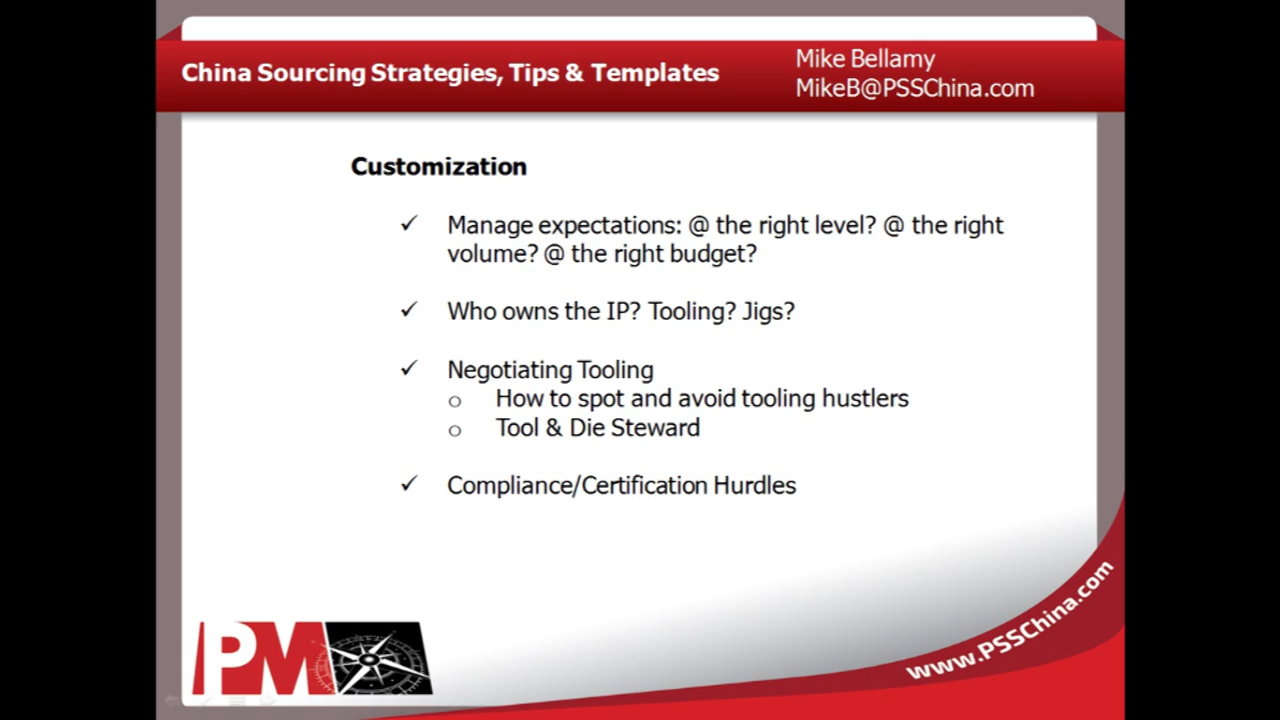 China Sourcing Strategies, Tips & Templates
Mike Bellamy
MikeB@PSSChina.com
Customization
✓ Manage expectations: @ the right level? @ the right
volume? @ the right budget?
✓ Who owns the IP? Tooling? Jigs?
✓ Negotiating Tooling
o How to spot and avoid tooling hustlers
o Tool & Die Steward
✓ Compliance/Certification Hurdles
PM
www.PSSChina.com